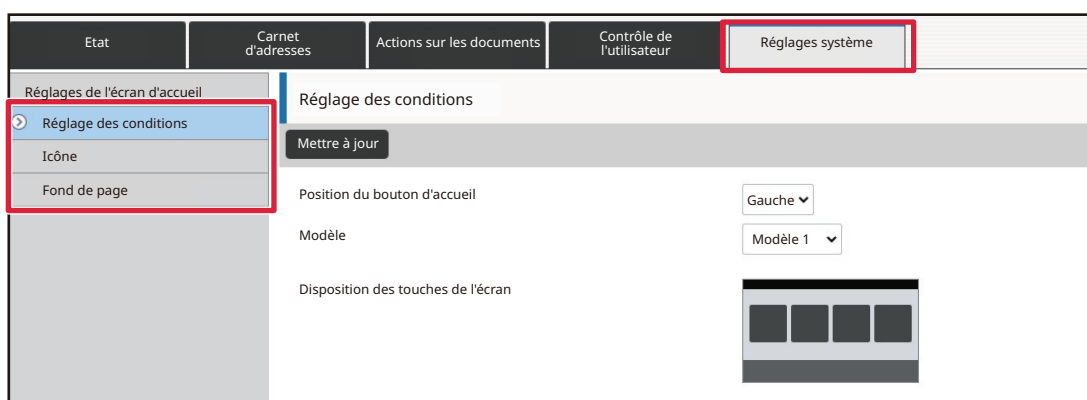 Etat
Carnet
d'adresses
Actions sur les documents
Contrôle de
l'utilisateur
Réglages système
Réglages de l'écran d'accueil
Réglage des conditions
Icône
Fond de page
Réglage des conditions
Mettre à jour
Position du bouton d'accueil
Gauche
Modèle
Modèle 1
Disposition des touches de l'écran